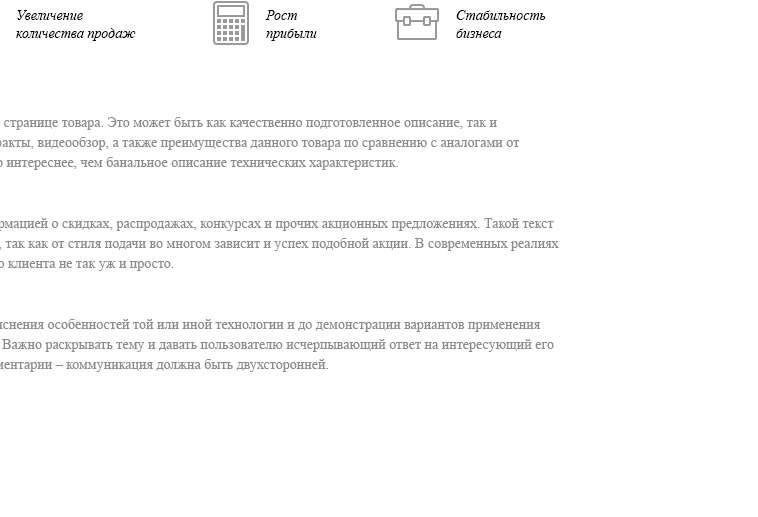 Увеличение
количества продаж
Рост
прибыли
Стабильность
бизнеса
странице товара. Это может быть как качественно подготовленное описание, так и
акты, видеообзор, а также преимущества данного товара по сравнению с аналогами от
интереснее, чем банальное описание технических характеристик.
рмацией о скидках, распродажах, конкурсах и прочих акционных предложениях. Такой текст
, так как от стиля подачи во многом зависит и успех подобной акции. В современных реалиях
о клиента не так уж и просто.
яснения особенностей той или иной технологии и до демонстрации вариантов применения
Важно раскрывать тему и давать пользователю исчерпывающий ответ на интересующий его
ментарии – коммуникация должна быть двухсторонней.